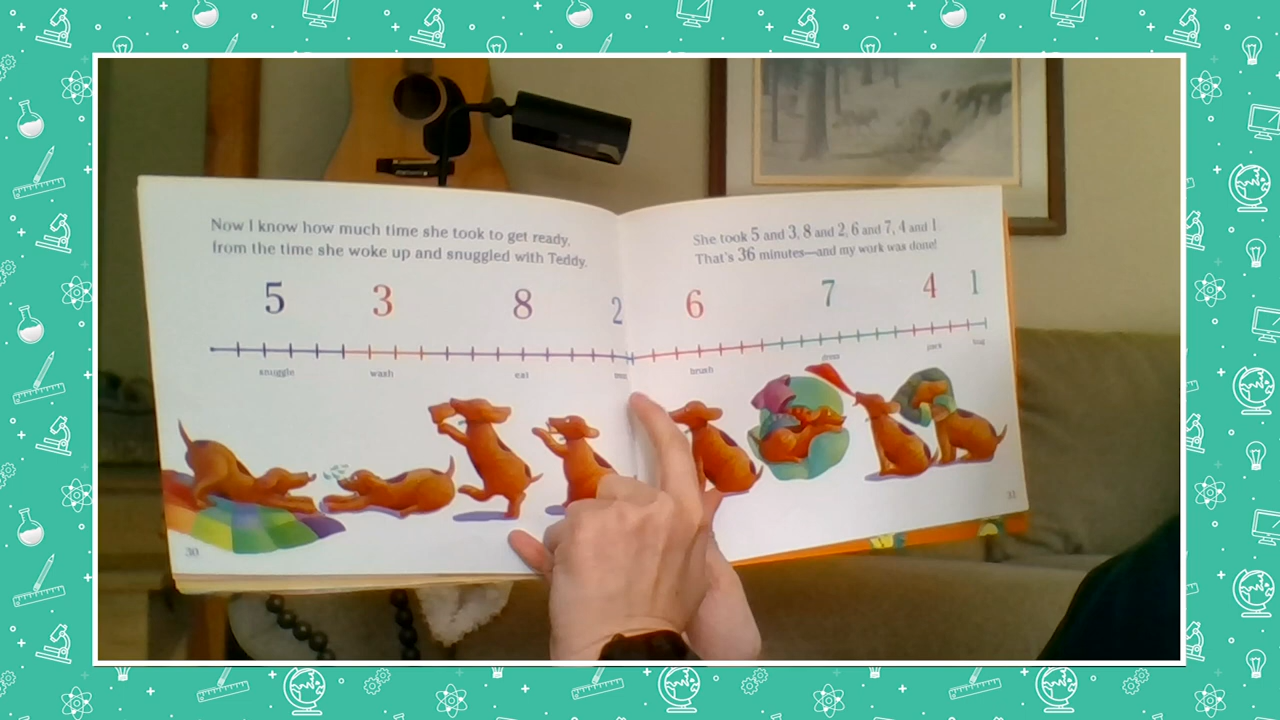 Now I know how much time she took to get ready,
from the time she woke up and snuggled with Teddy.
5 3 8 2
snuggle wash eat
30
She took 5 and 3, 8 and 2, 6 and 7, 4 and 1
That's 36 minutes—and my work was done!
6 7 4 1
brush dress pack hug
31